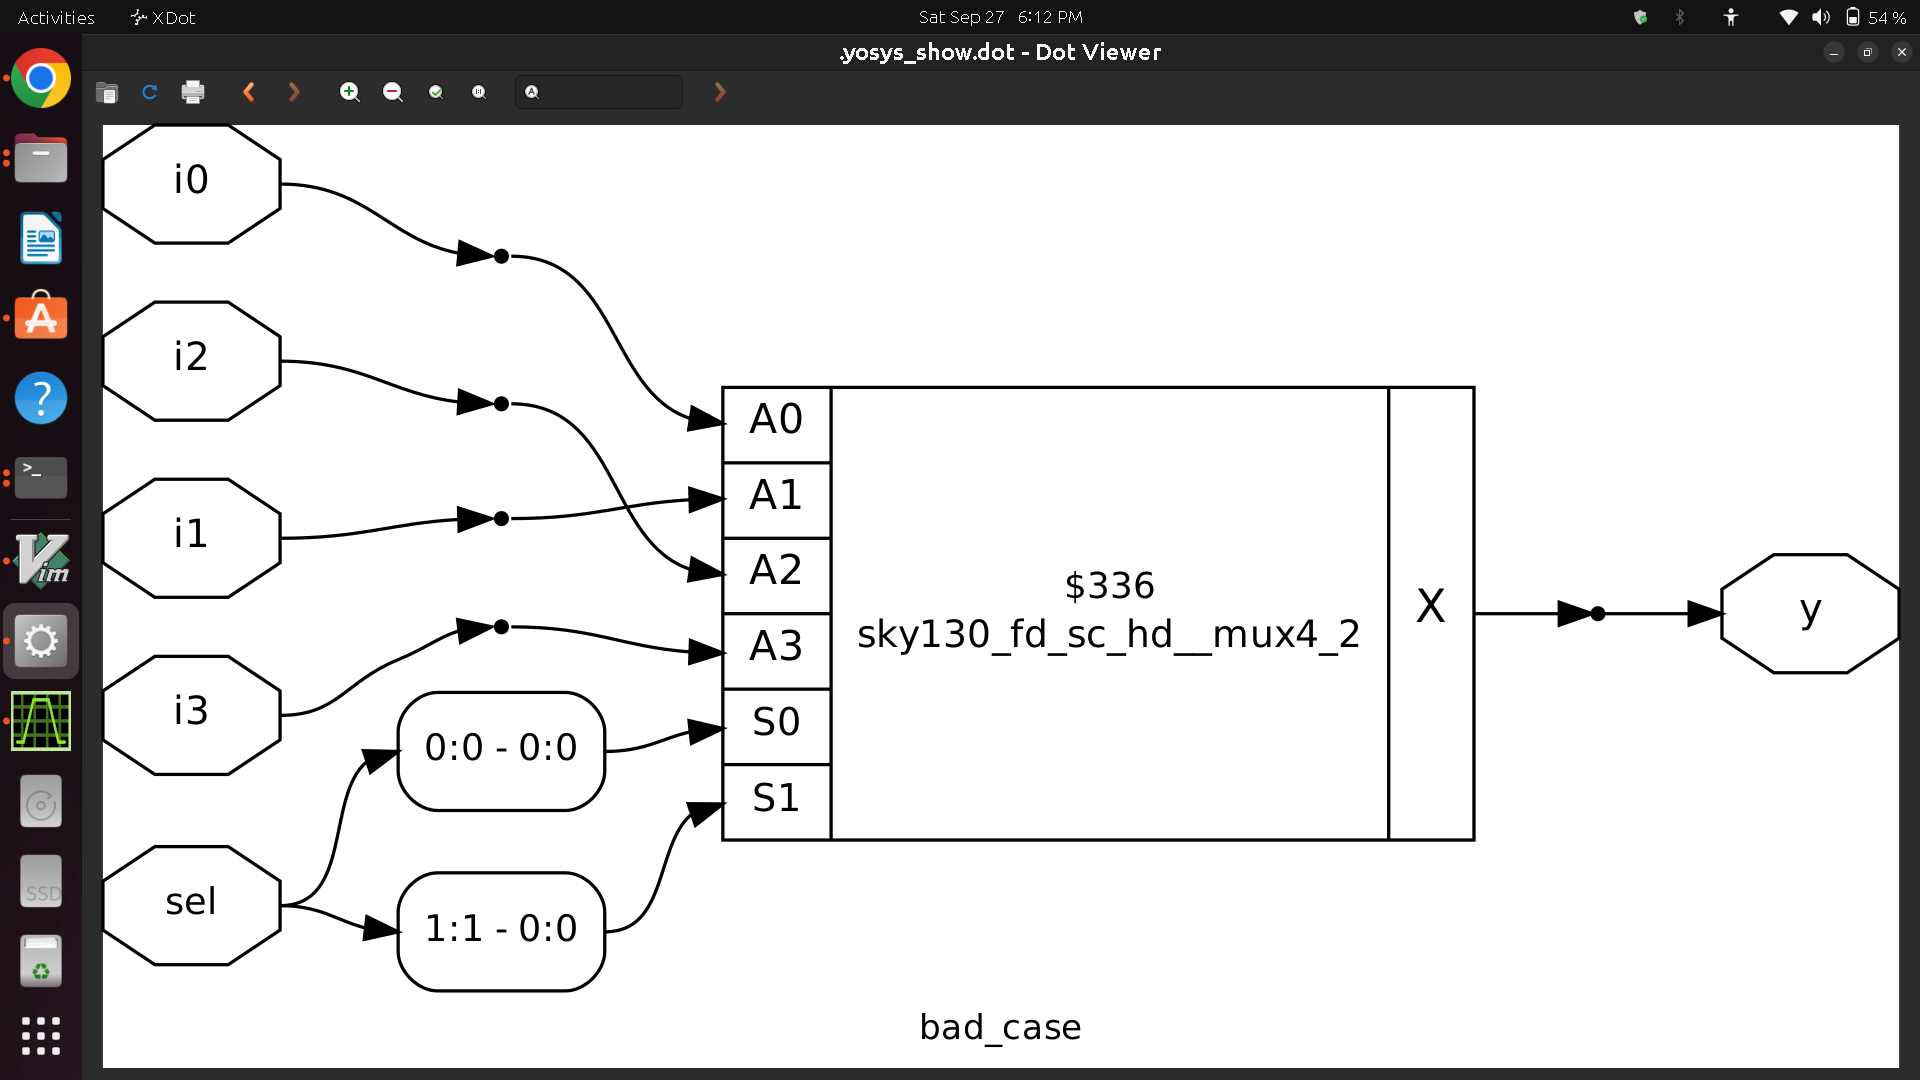 Activities XDot Sat Sep 27 6:12 PM 54 %
.yosys_show.dot - Dot Viewer
i0
i2
i1
i3
sel
0:0 - 0:0
1:1 - 0:0
A0
A1
A2
A3
S0
S1
$336
sky130_fd_sc_hd__mux4_2
X
y
bad_case
>_
Vim
SSD